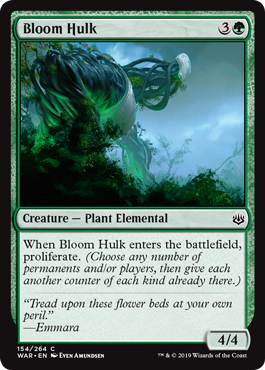 Bloom Hulk 3
Creature — Plant Elemental
When Bloom Hulk enters the battlefield,
proliferate. (Choose any number of
permanents and/or players, then give each
another counter of each kind already there.)
“Tread upon these flower beds at your own
peril.”
—Emmara
4/4
154/264 C
WAR • EN Even Amundsen ™ & © 2019 Wizards of the Coast